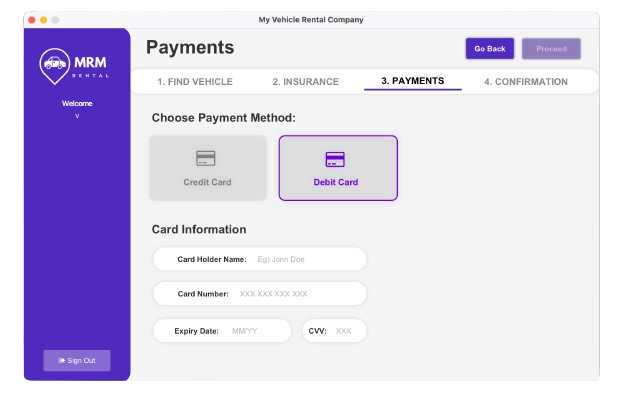 My Vehicle Rental Company
MRM
RENTAL
Welcome
v
Sign Out
Payments
Go Back
Proceed
1. FIND VEHICLE
2. INSURANCE
3. PAYMENTS
4. CONFIRMATION
Choose Payment Method:
Credit Card
Debit Card
Card Information
Card Holder Name: Eg) Jonn Doe
Card Number: XXX XXX XXX XXX
Expiry Date: MM/YY
CVV: XXX